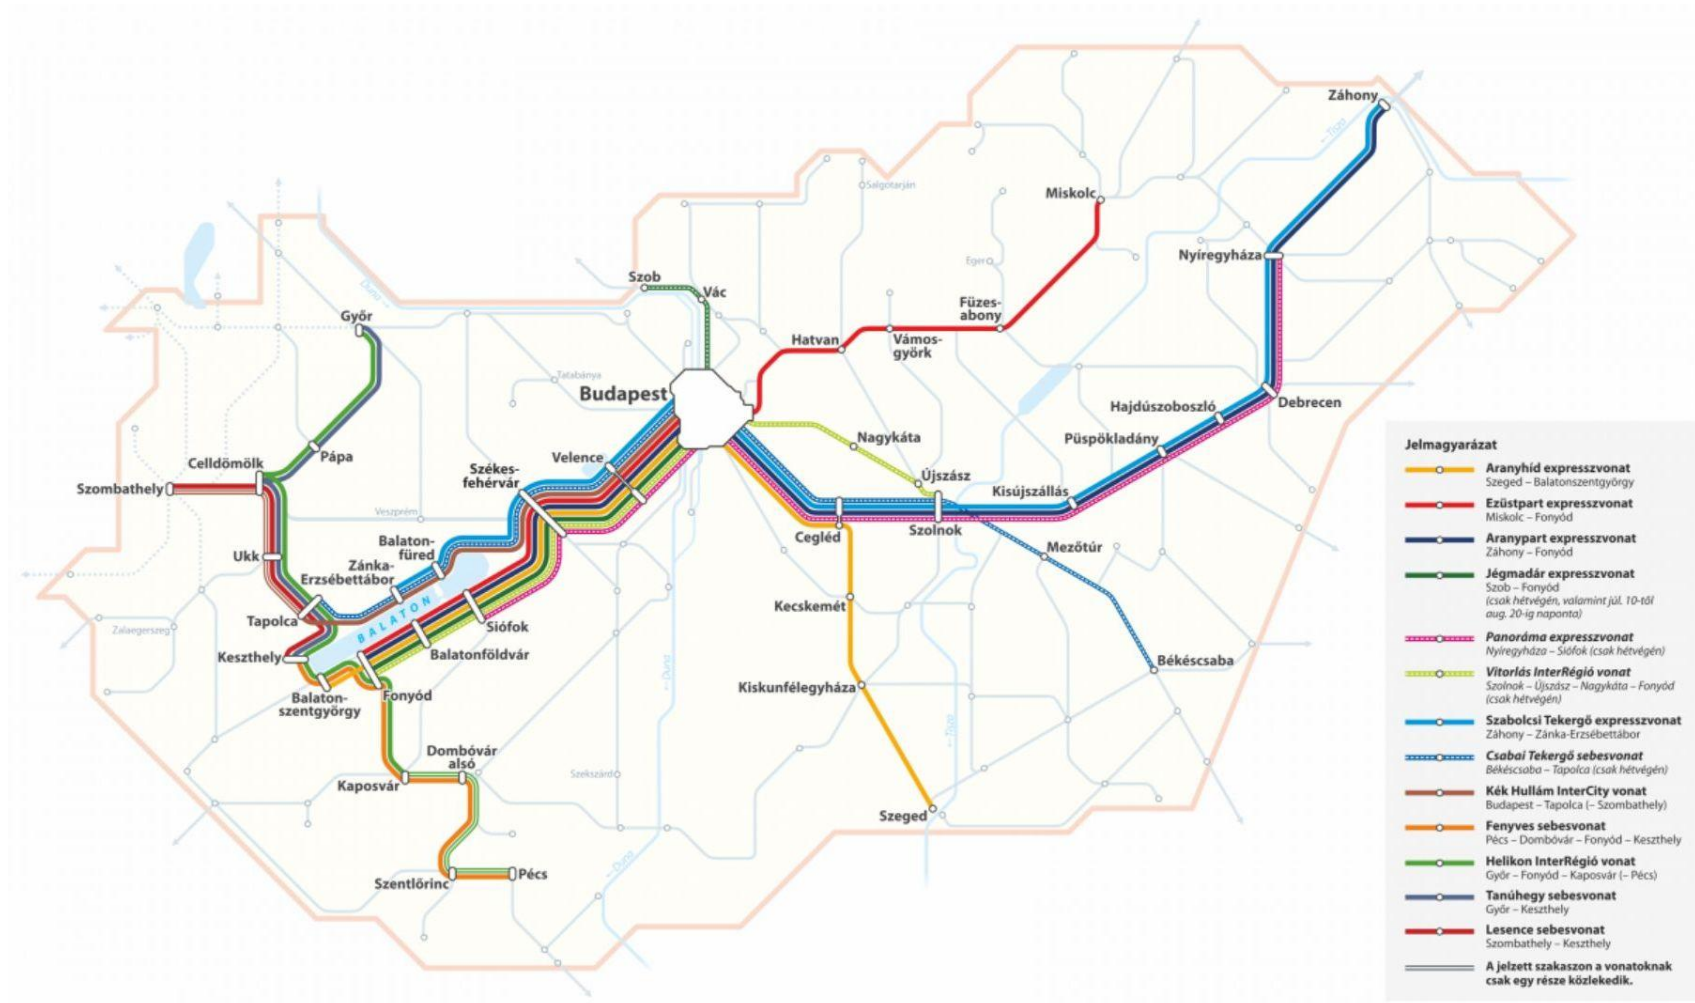 Záhony
Salgótarján
Miskolc
Nyíregyháza
Eger
Szob
Vác
Füzes-
abony
Győr
Hatvan
Vámos-
györk
Tatabánya
Budapest
Debrecen
Hajdúszoboszló
Nagykáta
Püspökladány
Pápa
Velence
Celldömölk
Székes-
fehérvár
Újszász
Szombathely
Kisújszállás
Veszprém
Cegléd
Szolnok
Balaton-
füred
Mezőtúr
Ukk
Zánka-
Erzsébettábor
Kecskemét
BALATON
Tapolca
Siófok
Zalaegerszeg
Keszthely
Balatonföldvár
Békéscsaba
Kiskunfélegyháza
Balaton-
szentgyörgy
Fonyód
Dombóvár
alsó
Kaposvár
Szekszárd
Szeged
Szentlőrinc
Pécs
Duna
Duna
Duna
Tisza
Tisza
Jelmagyarázat
Aranyhíd expresszvonat
Szeged – Balatonszentgyörgy
Ezüstpart expresszvonat
Miskolc – Fonyód
Aranypart expresszvonat
Záhony – Fonyód
Jégmadár expresszvonat
Szob – Fonyód
(csak hétvégén, valamint júl. 10-től
aug. 20-ig naponta)
Panoráma expresszvonat
Nyíregyháza – Siófok (csak hétvégén)
Vitorlás InterRégió vonat
Szolnok – Újszász – Nagykáta – Fonyód
(csak hétvégén)
Szabolcsi Tekergő expresszvonat
Záhony – Zánka-Erzsébettábor
Csabai Tekergő sebesvonat
Békéscsaba – Tapolca (csak hétvégén)
Kék Hullám InterCity vonat
Budapest – Tapolca (– Szombathely)
Fenyves sebesvonat
Pécs – Dombóvár – Fonyód – Keszthely
Helikon InterRégió vonat
Győr – Fonyód – Kaposvár (– Pécs)
Tanúhegy sebesvonat
Győr – Keszthely
Lesence sebesvonat
Szombathely – Keszthely
A jelzett szakaszon a vonatoknak
csak egy része közlekedik.